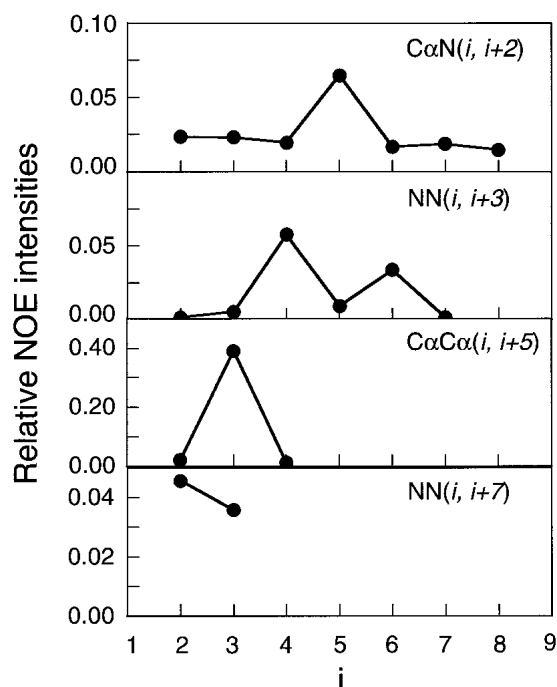 Relative NOE intensities
0.10
0.05
0.00
CαN(i, i+2)
0.05
0.00
NN(i, i+3)
0.40
0.20
0.00
CαCα(i, i+5)
0.04
0.02
0.00
NN(i, i+7)
1 2 3 4 5 6 7 8 9
i